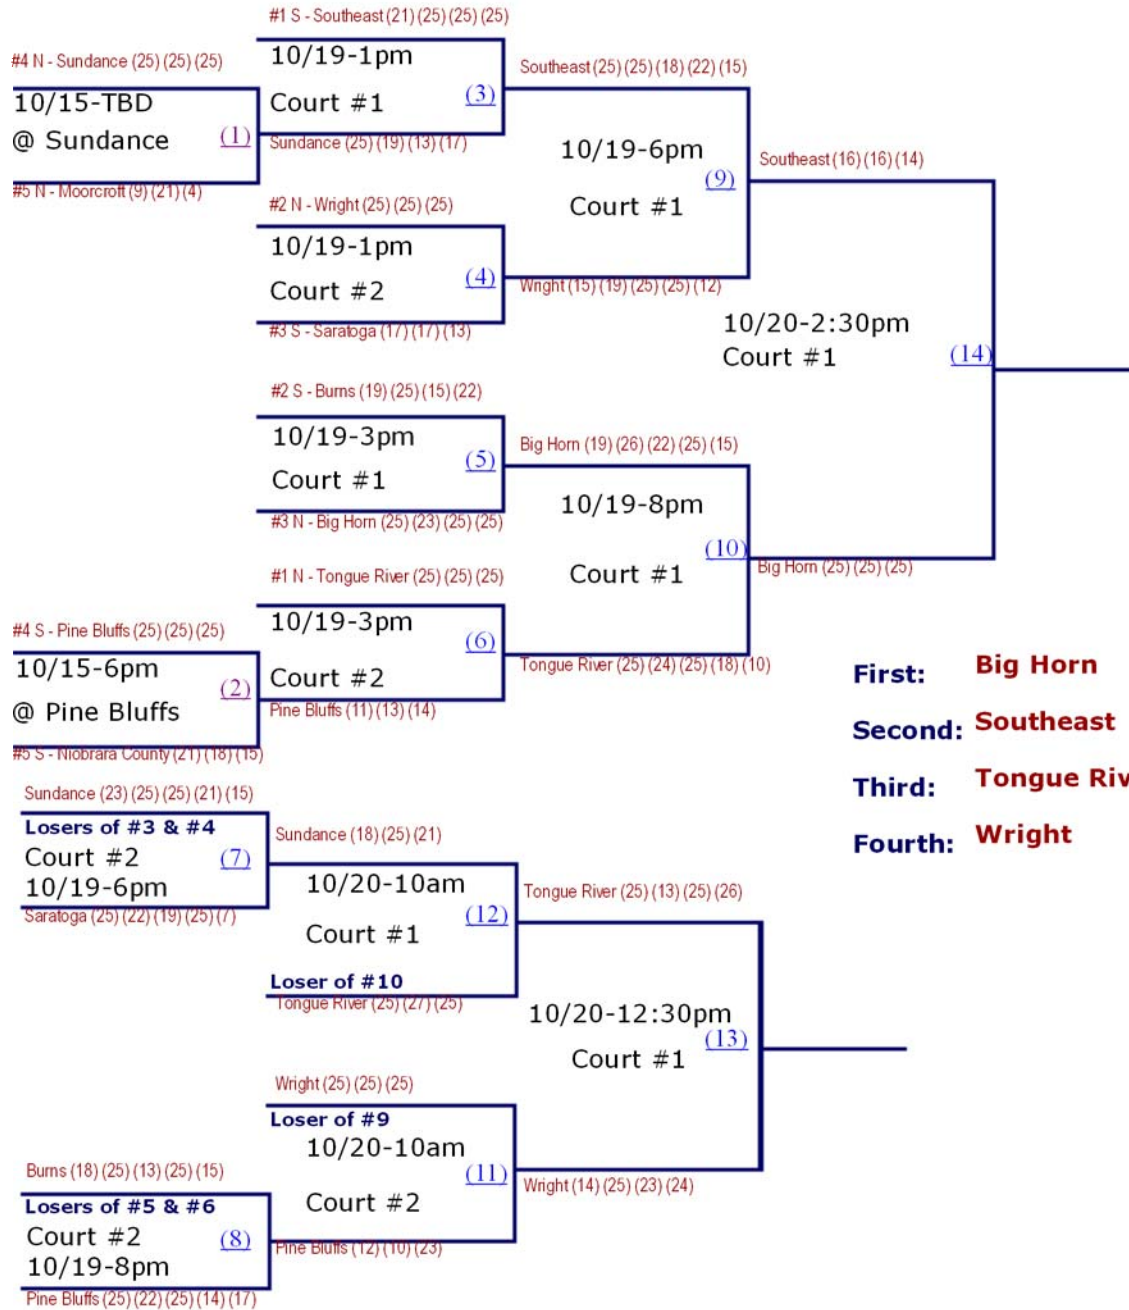 #1 S - Southeast (21) (25) (25) (25)
10/19-1pm
#4 N - Sundance (25) (25) (25)
Southeast (25) (25) (18) (22) (15)
10/15-TBD
Court #1
(3)
@ Sundance
(1)
Sundance (25) (19) (13) (17)
10/19-6pm
Southeast (16) (16) (14)
(9)
#5 N - Moorcroft (9) (21) (4)
#2 N - Wright (25) (25) (25)
Court #1
10/19-1pm
Court #2
(4)
Wright (15) (19) (25) (25) (12)
#3 S - Saratoga (17) (17) (13)
10/20-2:30pm
Court #1
(14)
#2 S - Burns (19) (25) (15) (22)
10/19-3pm
Big Horn (19) (26) (22) (25) (15)
(5)
Court #1
10/19-8pm
#3 N - Big Horn (25) (23) (25) (25)
(10)
Court #1
Big Horn (25) (25) (25)
#1 N - Tongue River (25) (25) (25)
10/19-3pm
#4 S - Pine Bluffs (25) (25) (25)
(6)
10/15-6pm
Court #2
Tongue River (25) (24) (25) (18) (10)
(2)
@ Pine Bluffs
Pine Bluffs (11) (13) (14)
#5 S - Niobrara County (21) (18) (15)
First: Big Horn
Second: Southeast
Third: Tongue Riv
Fourth: Wright
Sundance (23) (25) (25) (21) (15)
Losers of #3 & #4
Court #2
(7)
10/19-6pm
Saratoga (25) (22) (19) (25) (7)
Sundance (18) (25) (21)
10/20-10am
Court #1
(12)
Tongue River (25) (13) (25) (26)
Loser of #10
Tongue River (25) (27) (25)
10/20-12:30pm
Court #1
(13)
Wright (25) (25) (25)
Loser of #9
10/20-10am
Court #2
(11)
Wright (14) (25) (23) (24)
Burns (18) (25) (13) (25) (15)
Losers of #5 & #6
Court #2
(8)
10/19-8pm
Pine Bluffs (12) (10) (23)
Pine Bluffs (25) (22) (25) (14) (17)